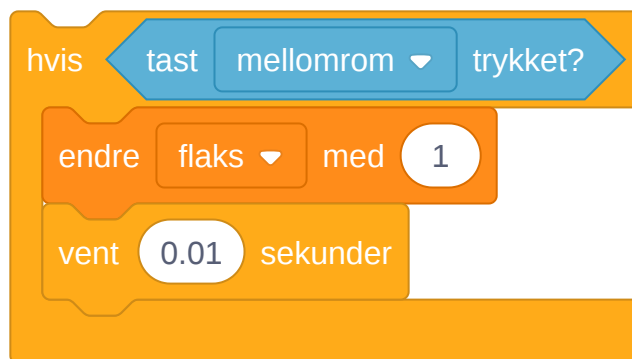 hvis tast mellomrom trykket?
endre flaks med 1
vent 0.01 sekunder